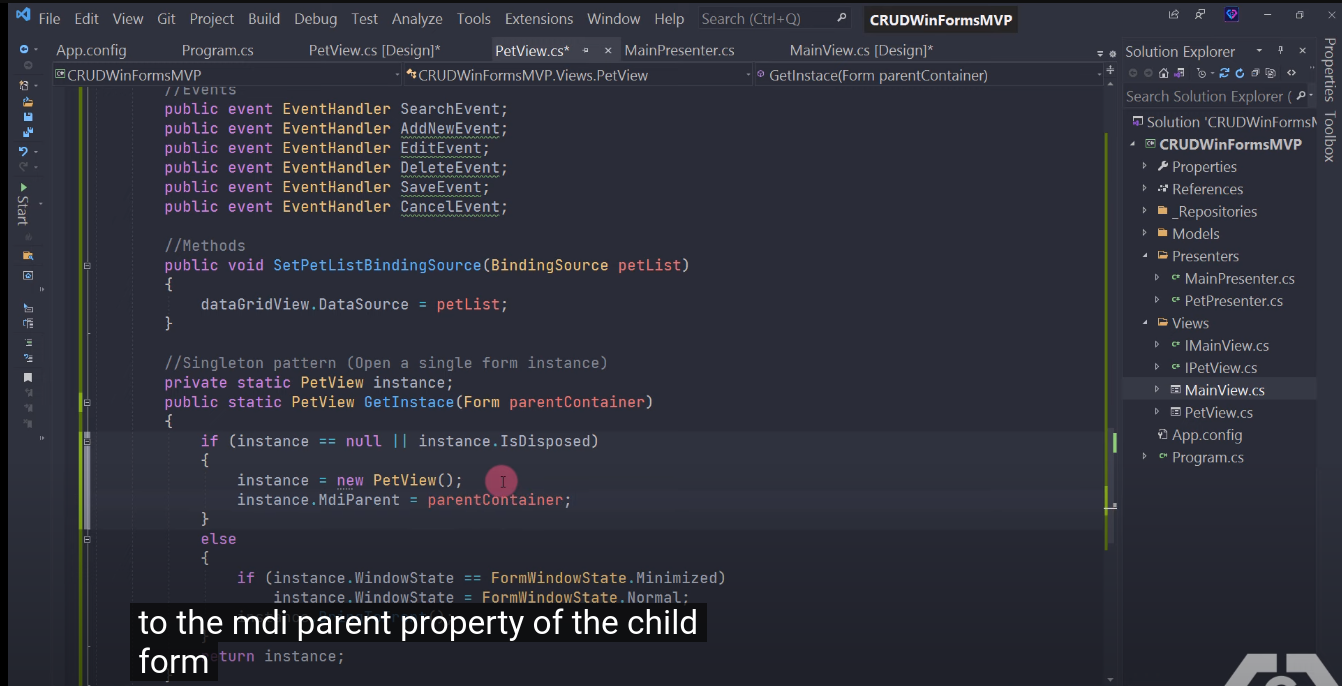 File Edit View Git Project Build Debug Test Analyze Tools Extensions Window Help Search (Ctrl+Q) CRUDWinFormsMVP
App.config Program.cs PetView.cs [Design]* PetView.cs* MainPresenter.cs MainView.cs [Design]*
CRUDWinFormsMVP CRUDWinFormsMVP.Views.PetView GetInstace(Form parentContainer)
//Events
public event EventHandler SearchEvent;
public event EventHandler AddNewEvent;
public event EventHandler EditEvent;
public event EventHandler DeleteEvent;
public event EventHandler SaveEvent;
public event EventHandler CancelEvent;
//Methods
public void SetPetListBindingSource(BindingSource petList)
{
dataGridView.DataSource = petList;
}
//Singleton pattern (Open a single form instance)
private static PetView instance;
public static PetView GetInstace(Form parentContainer)
{
if (instance == null || instance.IsDisposed)
{
instance = new PetView();
instance.MdiParent = parentContainer;
}
else
{
if (instance.WindowState == FormWindowState.Minimized)
instance.WindowState = FormWindowState.Normal;
to the mdi parent property of the child
form
turn instance;
Start
Solution Explorer
Search Solution Explorer (
Solution 'CRUDWinFormsM
CRUDWinFormsMVP
Properties
References
_Repositories
Models
Presenters
MainPresenter.cs
PetPresenter.cs
Views
IMainView.cs
IPetView.cs
MainView.cs
PetView.cs
App.config
Program.cs
Properties
Toolbox